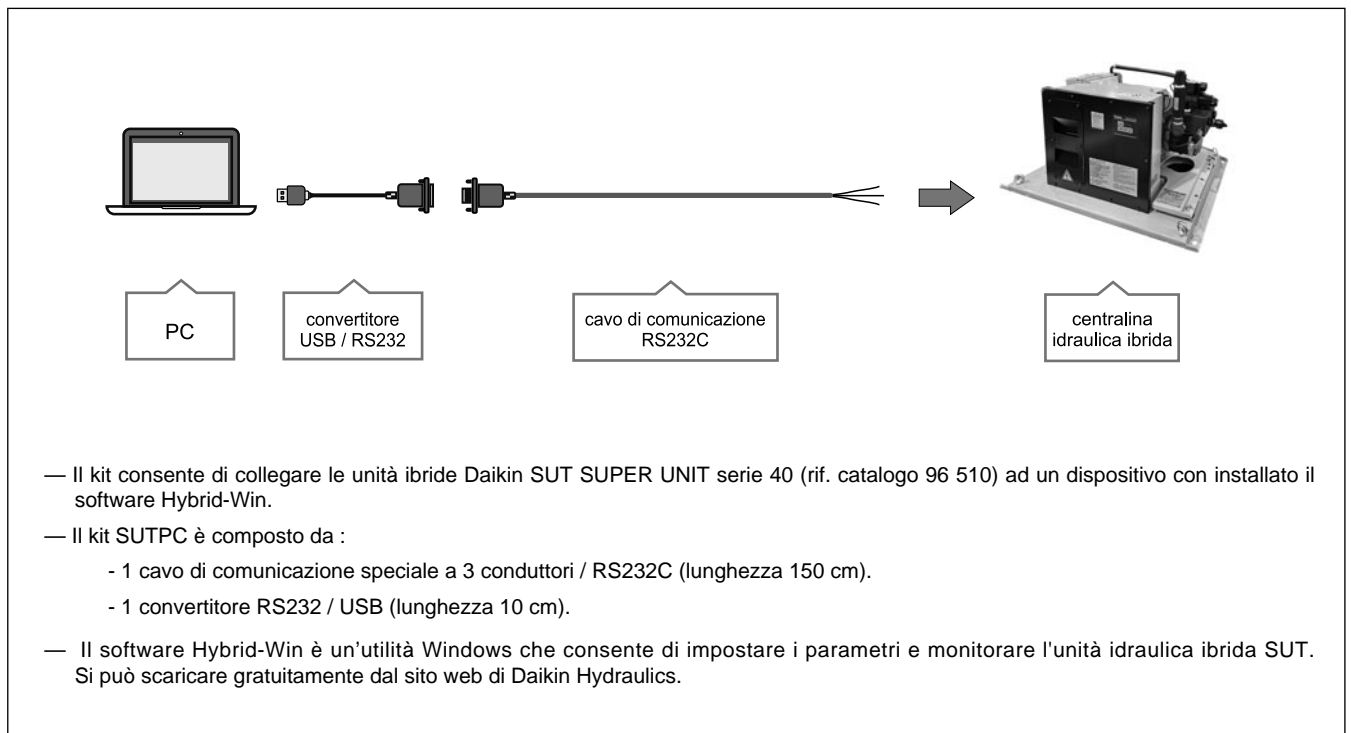 PC
convertitore
USB / RS232
cavo di comunicazione
RS232C
centralina
idraulica ibrida
— Il kit consente di collegare le unità ibride Daikin SUT SUPER UNIT serie 40 (rif. catalogo 96 510) ad un dispositivo con installato il
software Hybrid-Win.
— Il kit SUTPC è composto da :
- 1 cavo di comunicazione speciale a 3 conduttori / RS232C (lunghezza 150 cm).
- 1 convertitore RS232 / USB (lunghezza 10 cm).
— Il software Hybrid-Win è un’utilità Windows che consente di impostare i parametri e monitorare l'unità idraulica ibrida SUT.
Si può scaricare gratuitamente dal sito web di Daikin Hydraulics.